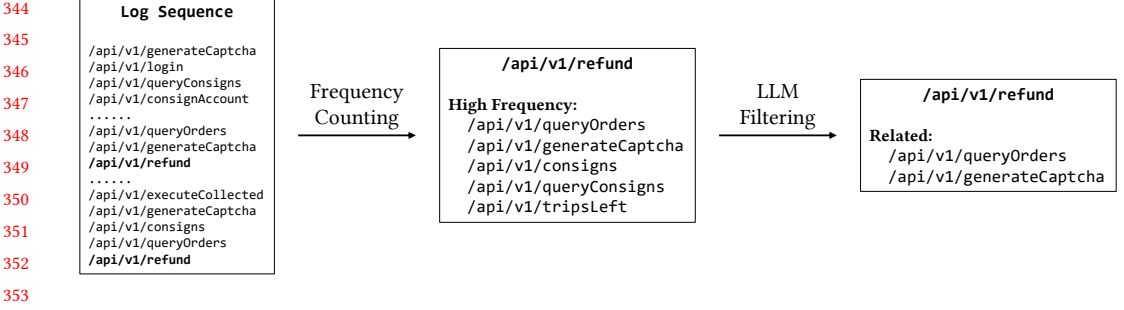 344
345
346
347
348
349
350
351
352
353
Log Sequence
/api/v1/generateCaptcha
/api/v1/login
/api/v1/queryConsigns
/api/v1/consignAccount
......
/api/v1/queryOrders
/api/v1/generateCaptcha
/api/v1/refund
......
/api/v1/executeCollected
/api/v1/generateCaptcha
/api/v1/consigns
/api/v1/queryOrders
/api/v1/refund
Frequency
Counting
/api/v1/refund
High Frequency:
/api/v1/queryOrders
/api/v1/generateCaptcha
/api/v1/consigns
/api/v1/queryConsigns
/api/v1/tripsLeft
LLM
Filtering
/api/v1/refund
Related:
/api/v1/queryOrders
/api/v1/generateCaptcha